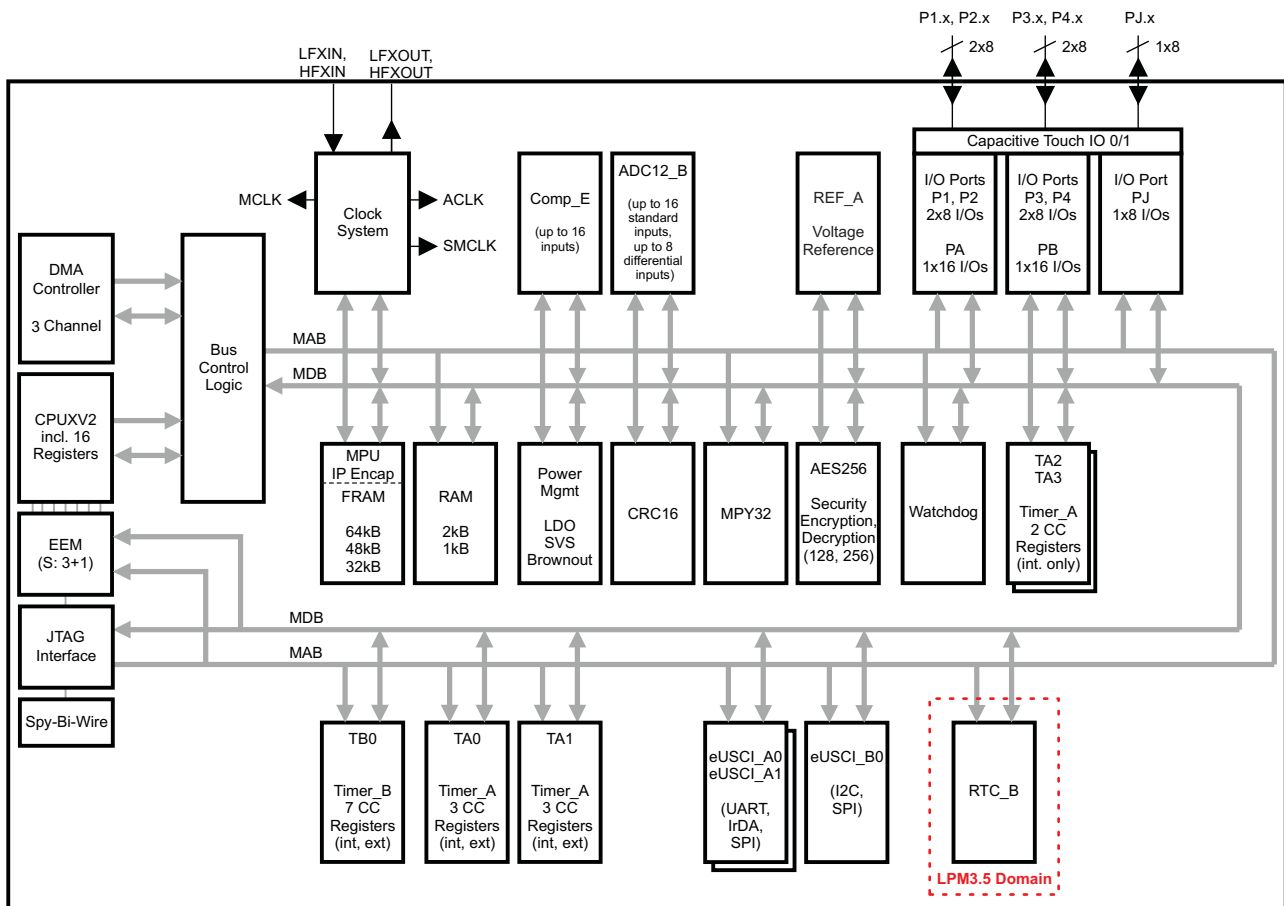 P1.x, P2.x
P3.x, P4.x
PJ.x
2x8
2x8
1x8
LFXIN,
HFXIN
LFXOUT,
HFXOUT
Capacitive Touch IO 0/1
MCLK
Clock
System
ACLK
SMCLK
Comp_E
(up to 16
inputs)
ADC12_B
(up to 16
standard
inputs,
up to 8
differential
inputs)
REF_A
Voltage
Reference
I/O Ports
P1, P2
2x8 I/Os
PA
1x16 I/Os
I/O Ports
P3, P4
2x8 I/Os
PB
1x16 I/Os
I/O Port
PJ
1x8 I/Os
DMA
Controller
3 Channel
Bus
Control
Logic
MAB
MDB
CPUXV2
incl. 16
Registers
MPU
IP Encap
FRAM
64kB
48kB
32kB
RAM
2kB
1kB
Power
Mgmt
LDO
SVS
Brownout
CRC16
MPY32
AES256
Security
Encryption,
Decryption
(128, 256)
Watchdog
TA2
TA3
Timer_A
2 CC
Registers
(int. only)
EEM
(S: 3+1)
JTAG
Interface
MDB
MAB
Spy-Bi-Wire
TB0
Timer_B
7 CC
Registers
(int, ext)
TA0
Timer_A
3 CC
Registers
(int, ext)
TA1
Timer_A
3 CC
Registers
(int, ext)
eUSCI_A0
eUSCI_A1
(UART,
IrDA,
SPI)
eUSCI_B0
(I2C,
SPI)
RTC_B
LPM3.5 Domain